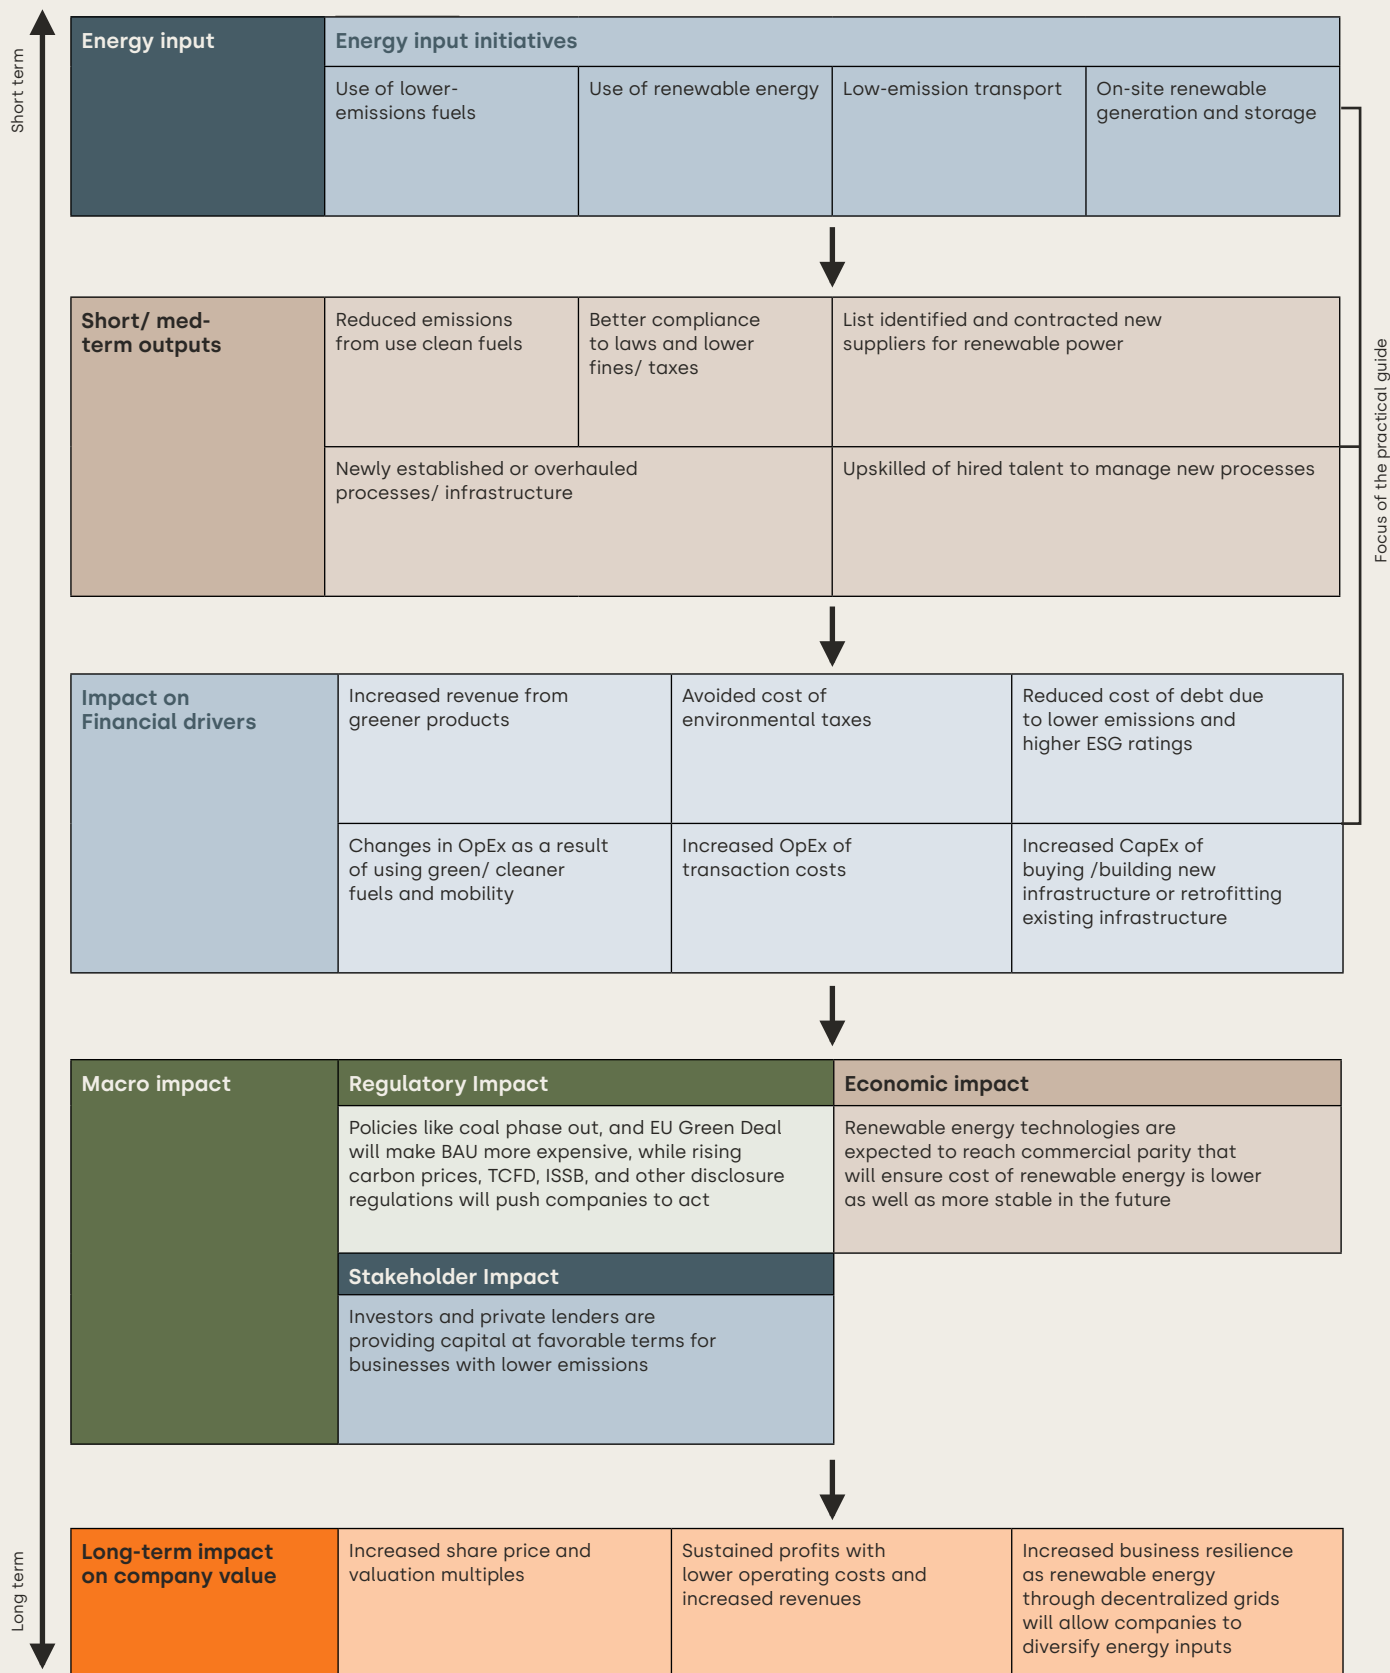 Short term
Energy input
Energy input initiatives
Use of lower-
emissions fuels
Use of renewable energy
Low-emission transport
On-site renewable
generation and storage
Short/ med-
term outputs
Reduced emissions
from use clean fuels
Better compliance
to laws and lower
fines/ taxes
List identified and contracted new
suppliers for renewable power
Newly established or overhauled
processes/ infrastructure
Upskilled of hired talent to manage new processes
Focus of the practical guide
Impact on
Financial drivers
Increased revenue from
greener products
Avoided cost of
environmental taxes
Reduced cost of debt due
to lower emissions and
higher ESG ratings
Changes in OpEx as a result
of using green/ cleaner
fuels and mobility
Increased OpEx of
transaction costs
Increased CapEx of
buying /building new
infrastructure or retrofitting
existing infrastructure
Macro impact
Regulatory Impact
Policies like coal phase out, and EU Green Deal
will make BAU more expensive, while rising
carbon prices, TCFD, ISSB, and other disclosure
regulations will push companies to act
Economic impact
Renewable energy technologies are
expected to reach commercial parity that
will ensure cost of renewable energy is lower
as well as more stable in the future
Stakeholder Impact
Investors and private lenders are
providing capital at favorable terms for
businesses with lower emissions
Long term
Long-term impact
on company value
Increased share price and
valuation multiples
Sustained profits with
lower operating costs and
increased revenues
Increased business resilience
as renewable energy
through decentralized grids
will allow companies to
diversify energy inputs